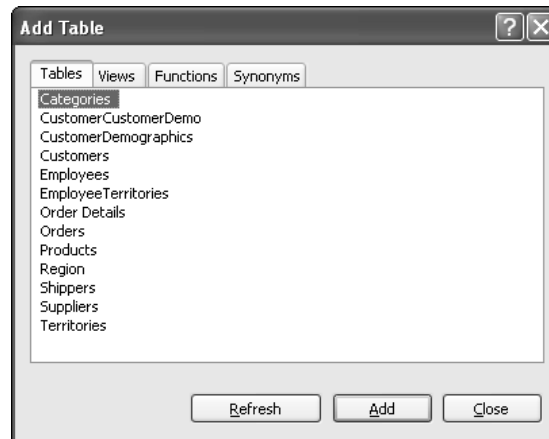 Add Table
Tables Views Functions Synonyms
Categories
CustomerCustomerDemo
CustomerDemographics
Customers
Employees
EmployeeTerritories
Order Details
Orders
Products
Region
Shippers
Suppliers
Territories
Refresh Add Close